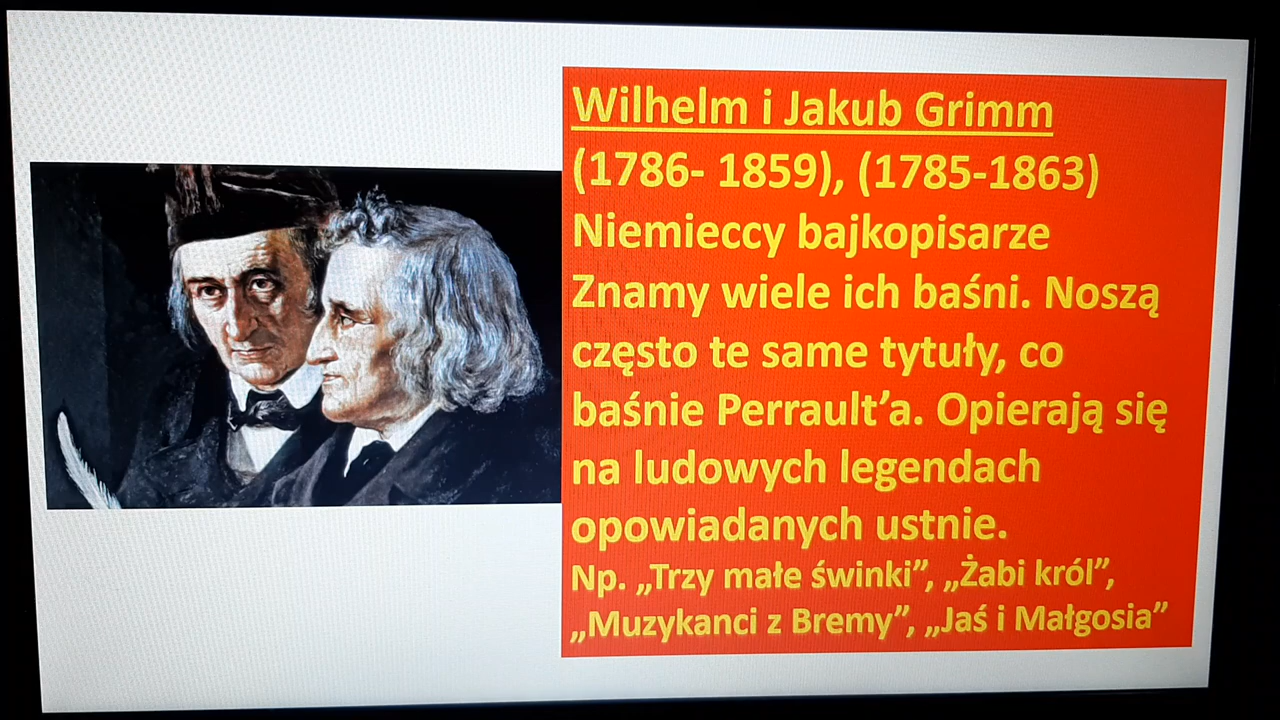 Wilhelm i Jakub Grimm
(1786- 1859), (1785-1863)
Niemieccy bajkopisarze
Znamy wiele ich baśni. Noszą
często te same tytuły, co
baśnie Perrault’a. Opierają się
na ludowych legendach
opowiadanych ustnie.
Np. „Trzy małe świnki”, „Żabi król”,
„Muzykanci z Bremy”, „Jaś i Małgosia”